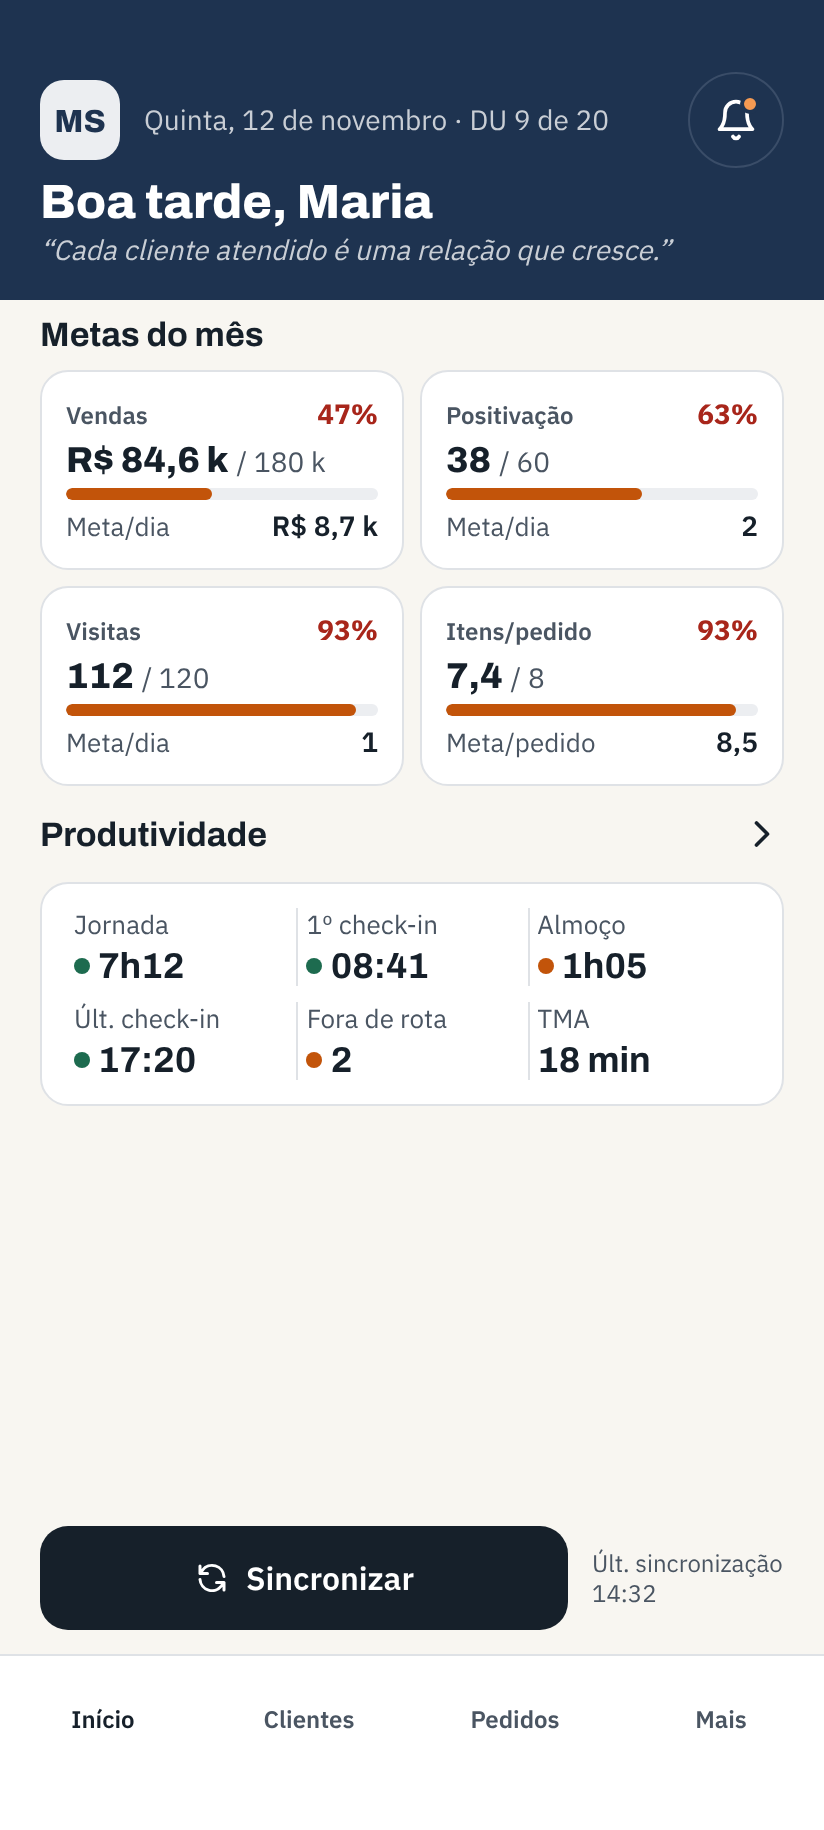 MS
Quinta, 12 de novembro · DU 9 de 20
Boa tarde, Maria
“Cada cliente atendido é uma relação que cresce.”
Metas do mês
Vendas 47%
R$ 84,6 k / 180 k
Meta/dia R$ 8,7 k
Positivação 63%
38 / 60
Meta/dia 2
Visitas 93%
112 / 120
Meta/dia 1
Itens/pedido 93%
7,4 / 8
Meta/pedido 8,5
Produtividade
Jornada
7h12
1º check-in
08:41
Almoço
1h05
Últ. check-in
17:20
Fora de rota
2
TMA
18 min
Sincronizar
Últ. sincronização
14:32
Início Clientes Pedidos Mais